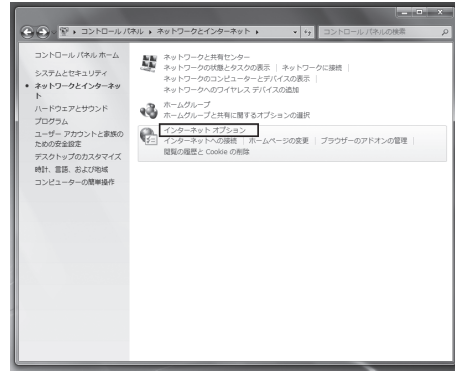 コントロール パネル ▸ ネットワークとインターネット ▸
コントロール パネルの検索
コントロール パネル ホーム
システムとセキュリティ
ネットワークとインターネッ
ト
ハードウェアとサウンド
プログラム
ユーザー アカウントと家族の
ための安全設定
デスクトップのカスタマイズ
時計、言語、および地域
コンピューターの簡単操作
ネットワークと共有センター
ネットワークの状態とタスクの表示 | ネットワークに接続 |
ネットワークのコンピューターとデバイスの表示 |
ネットワークへのワイヤレス デバイスの追加
ホームグループ
ホームグループと共有に関するオプションの選択
インターネット オプション
インターネットへの接続 | ホームページの変更 | ブラウザーのアドオンの管理 |
閲覧の履歴と Cookie の削除